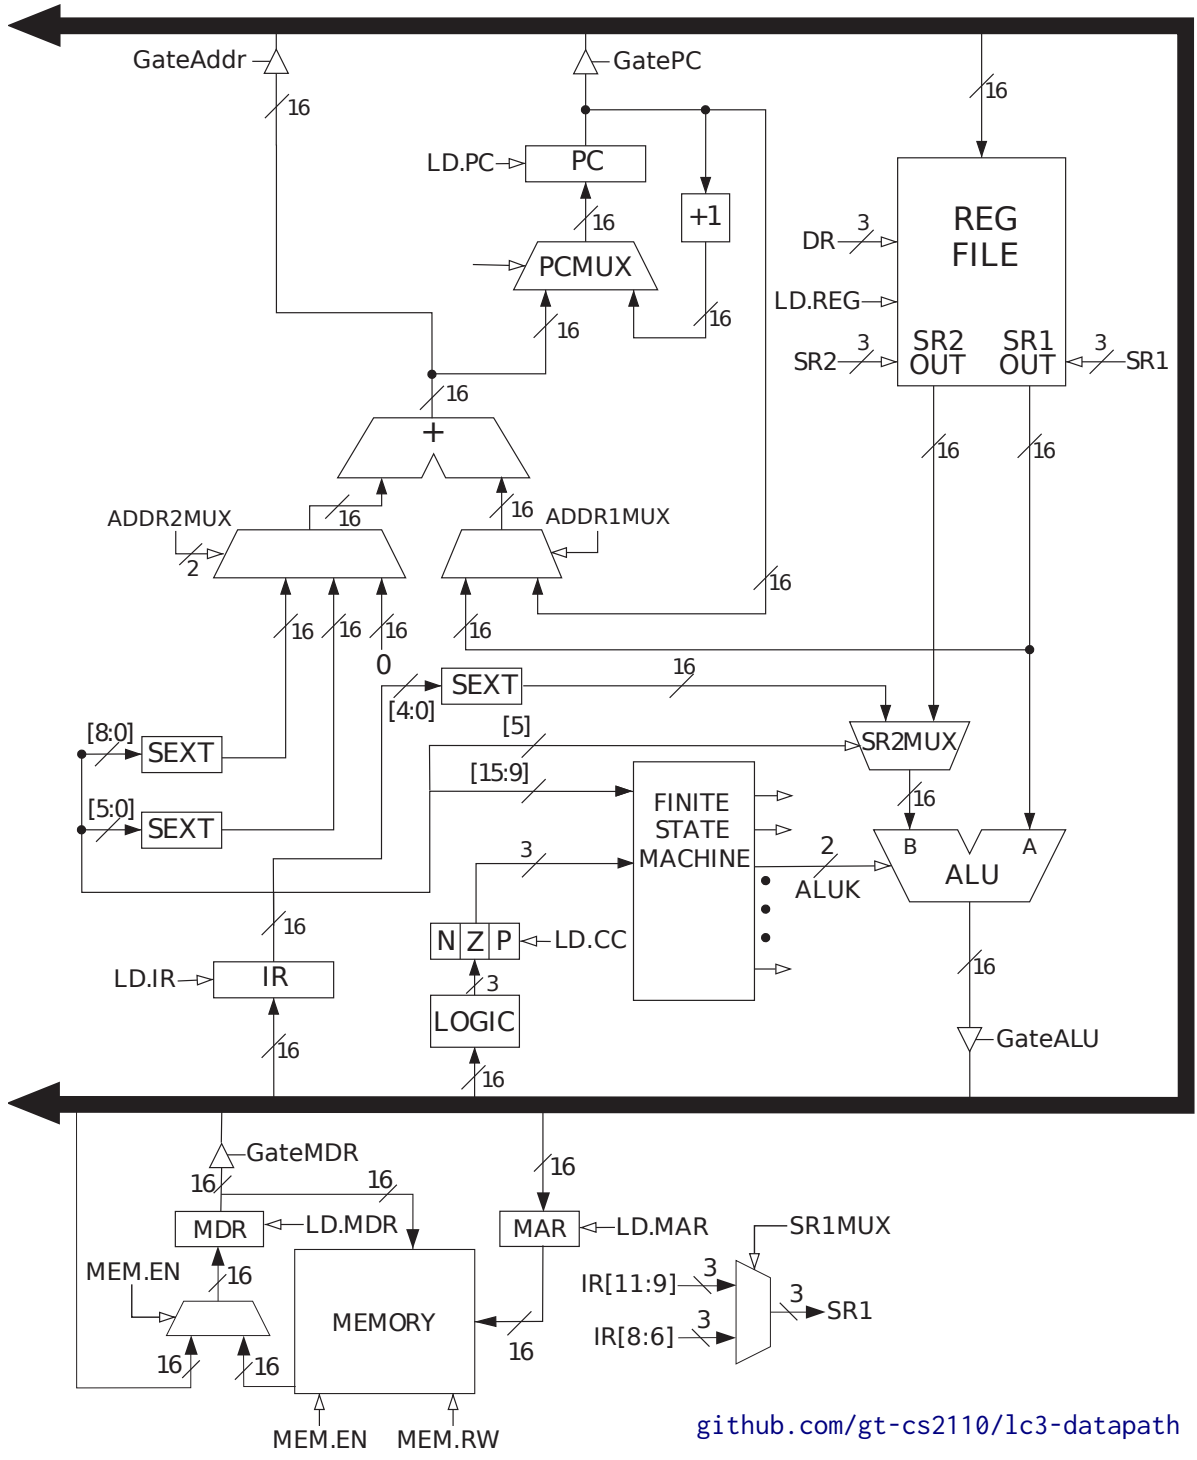 GateAddr
GatePC
16
16
LD.PC
PC
+1
16
PCMUX
16
16
REG
FILE
DR
3
LD.REG
SR2
3
SR2
OUT
SR1
OUT
3
SR1
16
+
16
16
ADDR2MUX
2
16
16
ADDR1MUX
16
16
16
16
0
16
[4:0]
SEXT
16
[8:0]
SEXT
[5]
SR2MUX
[15:9]
[5:0]
SEXT
16
FINITE
STATE
MACHINE
3
2
ALUK
B
A
ALU
16
N Z P
LD.CC
LD.IR
IR
3
16
LOGIC
GateALU
16
16
GateMDR
16
16
16
MDR
LD.MDR
MAR
LD.MAR
SR1MUX
MEM.EN
16
IR[11:9]
3
3
SR1
MEMORY
IR[8:6]
3
16
16
16
MEM.EN
MEM.RW
github.com/gt-cs2110/lc3-datapath